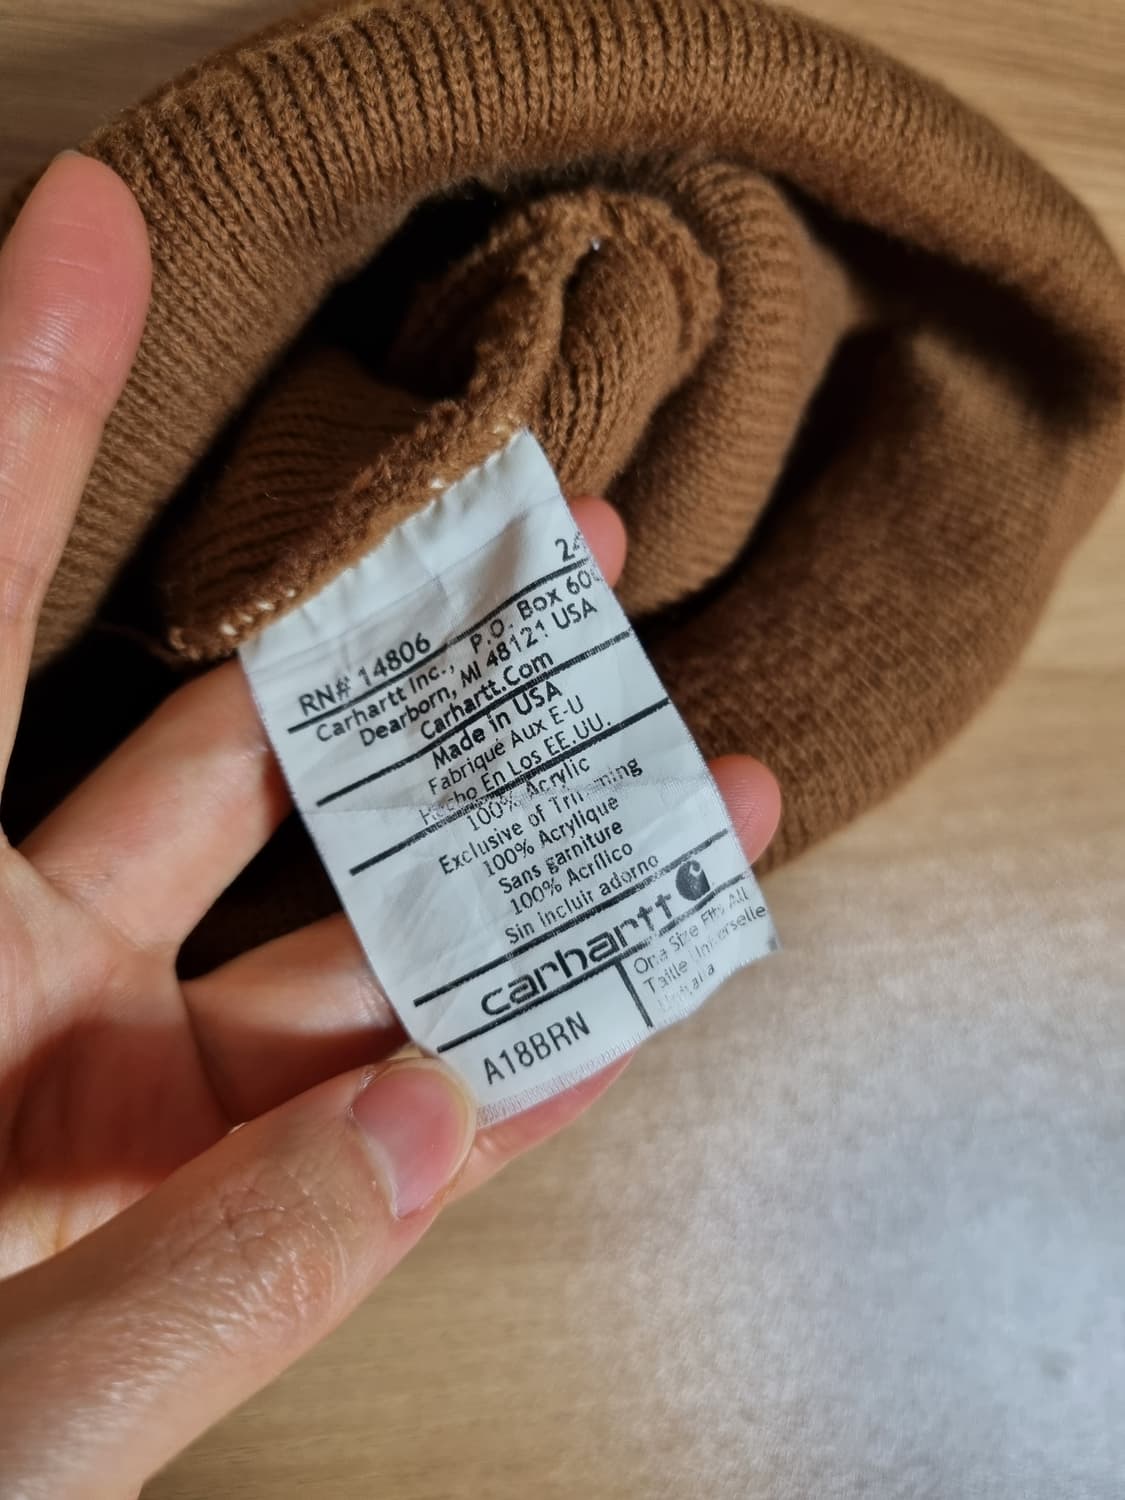 RN# 14806
Carhartt Inc., P.O. Box
Dearborn, MI 48121 USA
Carhartt.Com
Made in USA
Fabriqué Aux E-U
Hecho En Los EE.UU.
100% Acrylic
Exclusive of Trimming
100% Acrylique
Sans garniture
100% Acrílico
Sin incluir adorno
carhartt
A18BRN
One Size Fits All
Taille Universelle